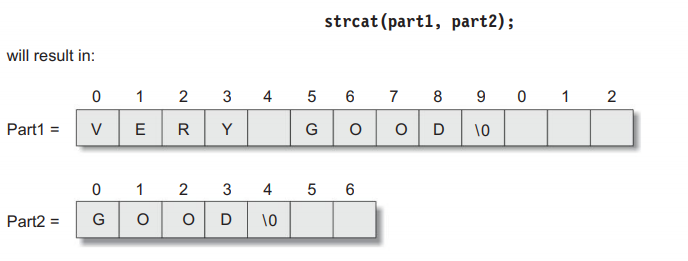 strcat(part1, part2);
will result in:
0 1 2 3 4 5 6 7 8 9 0 1 2
Part1 = V E R Y G O O D \0
0 1 2 3 4 5 6
Part2 = G O O D \0